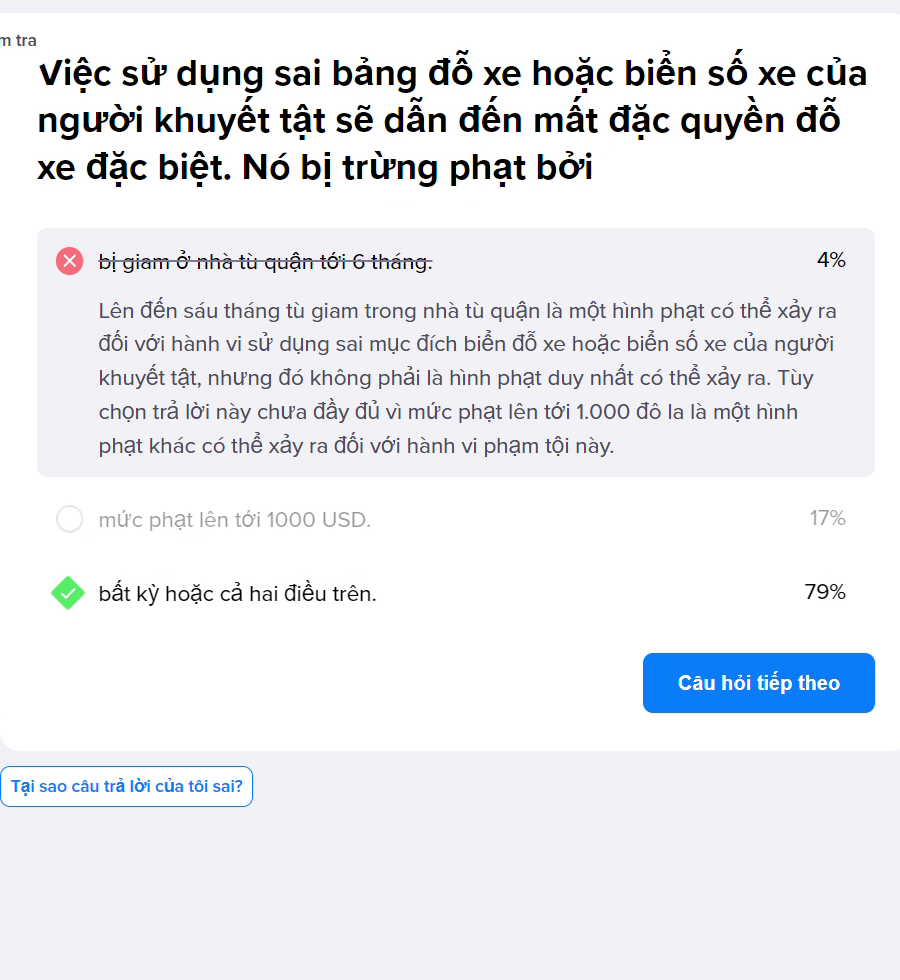 m tra
Việc sử dụng sai bảng đỗ xe hoặc biển số xe của
người khuyết tật sẽ dẫn đến mất đặc quyền đỗ
xe đặc biệt. Nó bị trừng phạt bởi
bị giam ở nhà tù quận tới 6 tháng. 4%
Lên đến sáu tháng tù giam trong nhà tù quận là một hình phạt có thể xảy ra
đối với hành vi sử dụng sai mục đích biển đỗ xe hoặc biển số xe của người
khuyết tật, nhưng đó không phải là hình phạt duy nhất có thể xảy ra. Tùy
chọn trả lời này chưa đầy đủ vì mức phạt lên tới 1.000 đô la là một hình
phạt khác có thể xảy ra đối với hành vi phạm tội này.
mức phạt lên tới 1000 USD. 17%
bất kỳ hoặc cả hai điều trên. 79%
Câu hỏi tiếp theo
Tại sao câu trả lời của tôi sai?